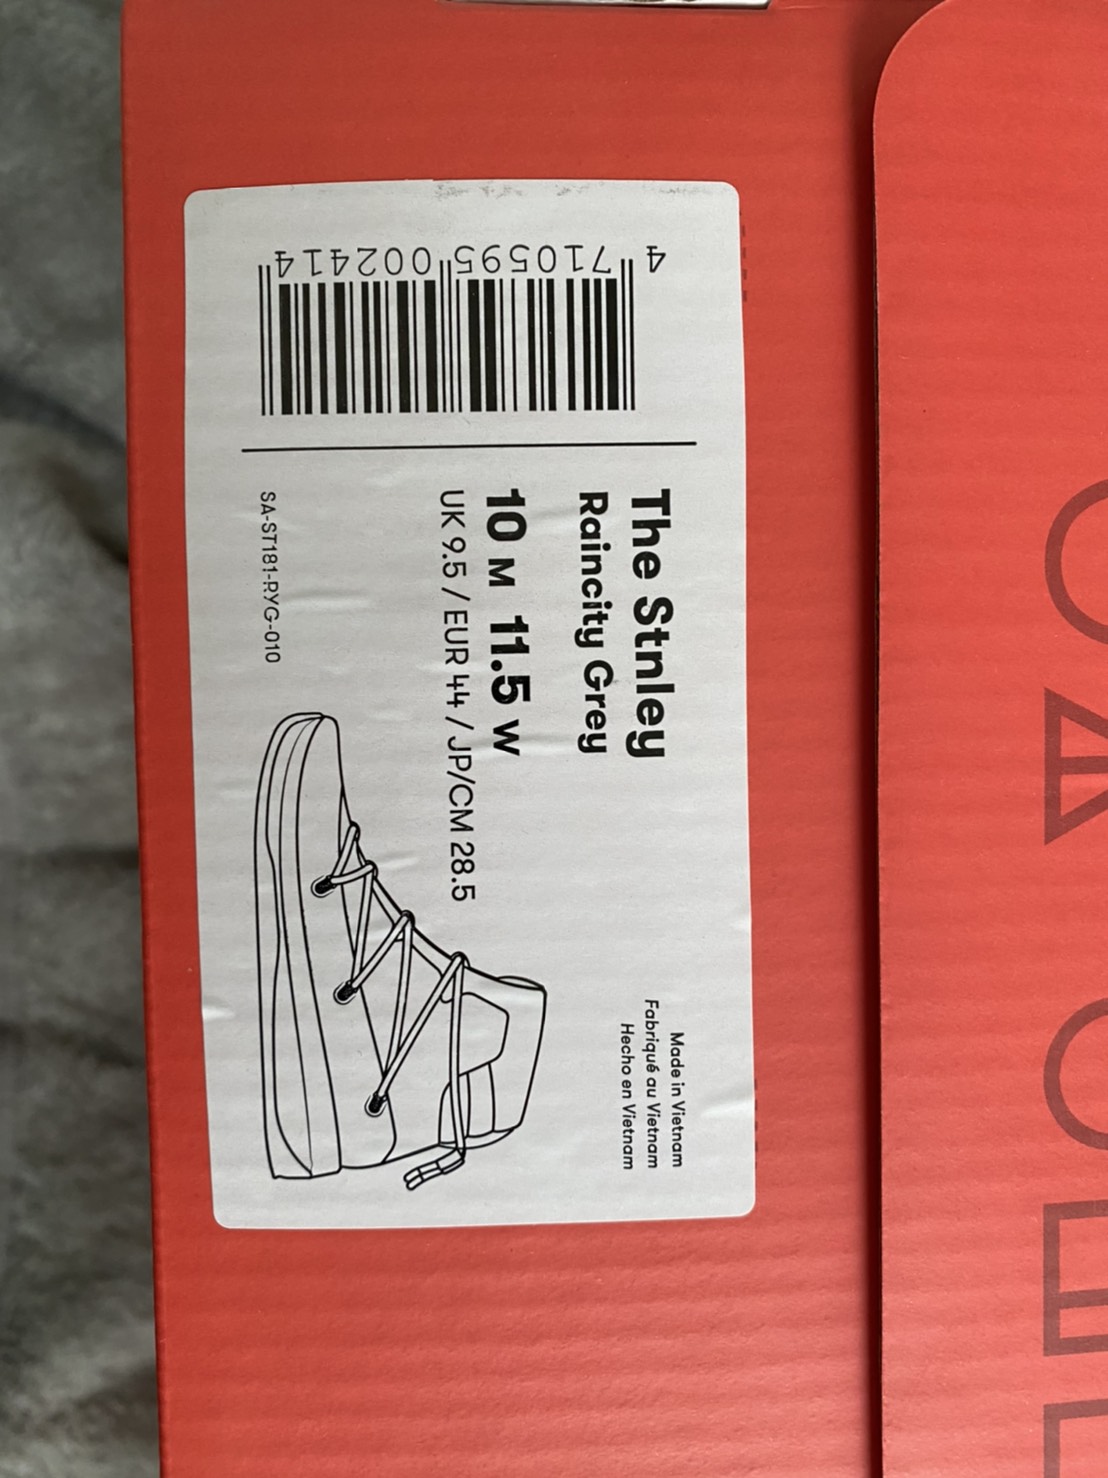 4 710595 002414
The Stnley
Raincity Grey
10 M 11.5 W
UK 9.5 / EUR 44 / JP/CM 28.5
SA-ST181-RYG-010
Made in Vietnam
Fabriqué au Vietnam
Hecho en Vietnam